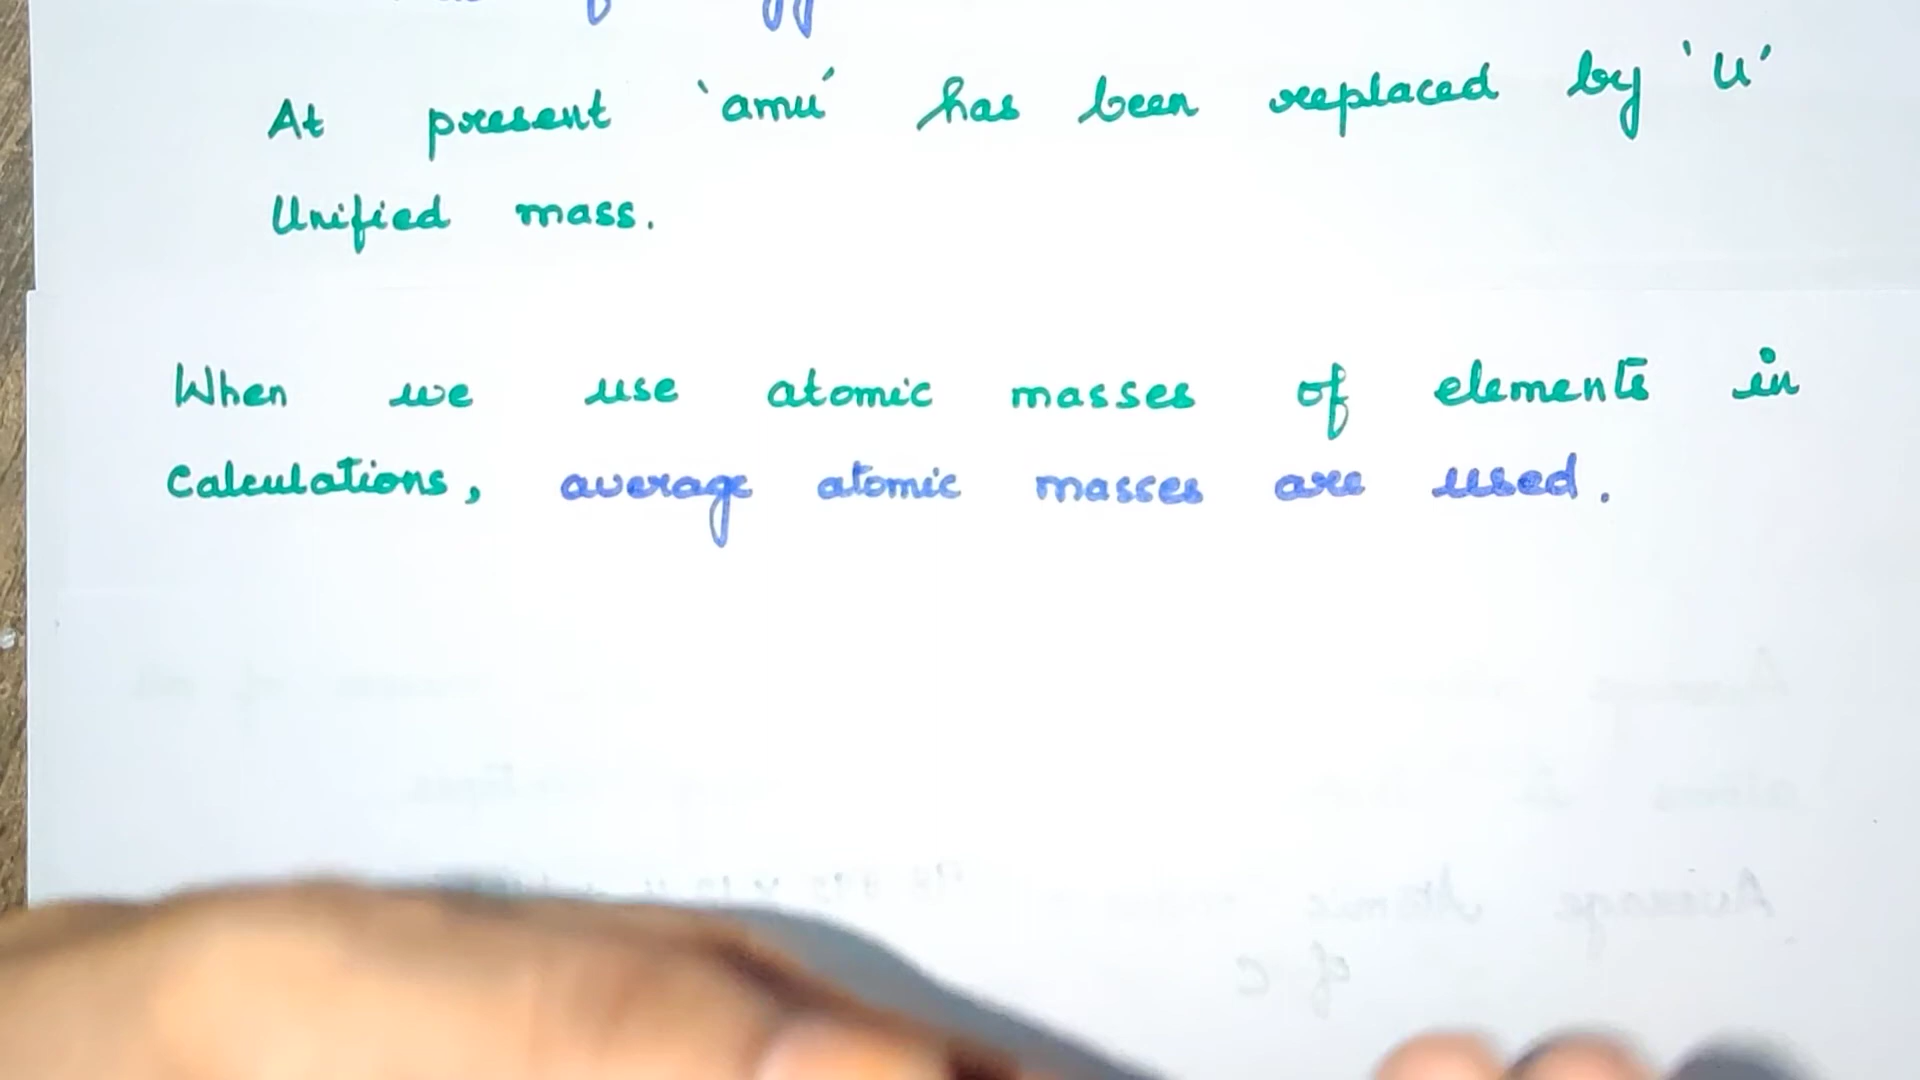 At present 'amu' has been replaced by 'u'
Unified mass.
When we use atomic masses of elements in
Calculations, average atomic masses are used.